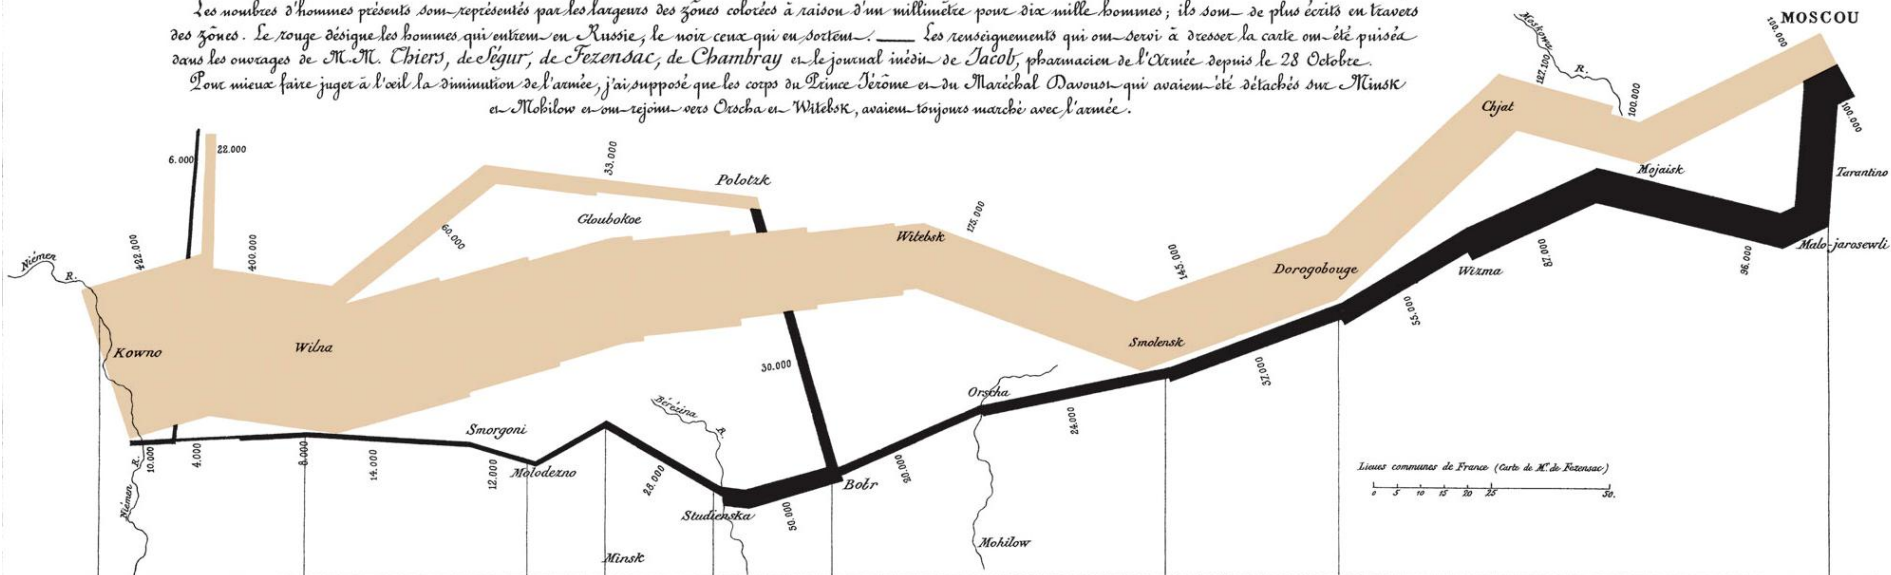 Les nombres d'hommes présents sont représentés par les largeurs des zônes colorées à raison d'un millimètre pour dix mille hommes; ils sont de plus écrits en travers
des zônes. Le rouge désigne les hommes qui entrent en Russie, le noir ceux qui en sortent. ___ Les renseignements qui ont servi à dresser la carte ont été puisés
dans les ouvrages de M.M. Thiers, de Ségur, de Fezensac, de Chambray et le journal inédit de Jacob, pharmacien de l'Armée depuis le 28 Octobre.
Pour mieux faire juger à l'œil la diminution de l'armée, j'ai supposé que les corps du Prince Jérôme et du Maréchal Davoust qui avaient été détachés sur Minsk
et Mohilow et ont rejoint vers Orscha et Witebsk, avaient toujours marché avec l'armée.
MOSCOU
100.000
Moskowa R.
127.100
100.000
Chjat
100.000
Mojaisk
Tarantino
Malo-jarosewli
6.000
22.000
33.000
Polotzk
60.000
Gloubokoe
175.000
Witebsk
Niémen R.
422.000
400.000
145.000
Dorogobouge
Wizma
87.000
96.000
55.000
Kowno
Wilna
Smolensk
37.000
30.000
Orscha
24.000
Bérézina R.
Smorgoni
Molodezno
10.000
4.000
8.000
14.000
12.000
28.000
Bobr
20.000
50.000
Studienska
Niémen R.
Minsk
Mohilow
Lieues communes de France (Carte de M. de Fezensac)
0 5 10 15 20 25 50.